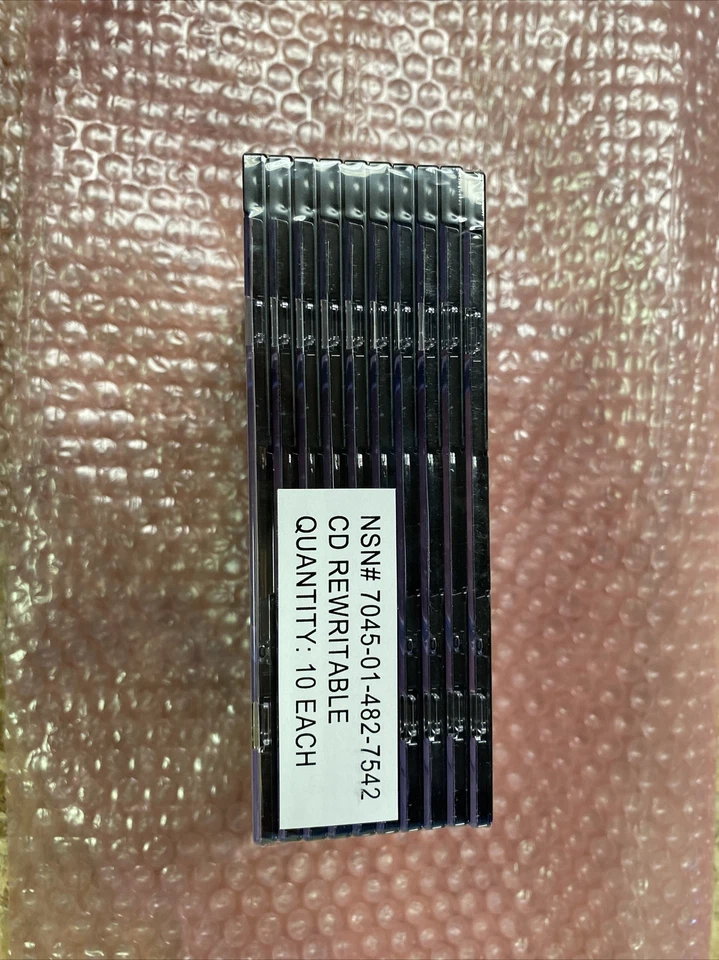 NSN# 7045-01-482-7542
CD REWRITABLE
QUANTITY: 10 EACH